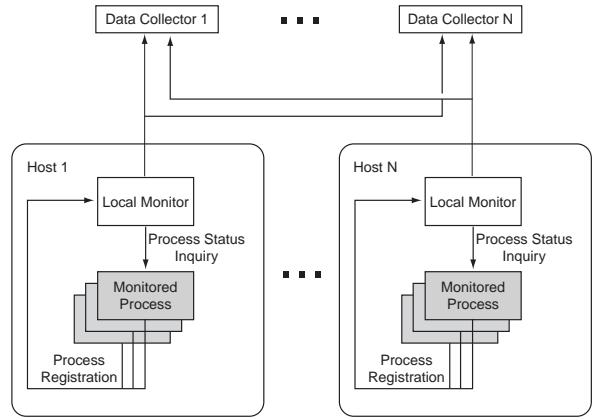 Data Collector 1
Data Collector N
Host 1
Local Monitor
Process Status
Inquiry
Monitored
Process
Process
Registration
Host N
Local Monitor
Process Status
Inquiry
Monitored
Process
Process
Registration